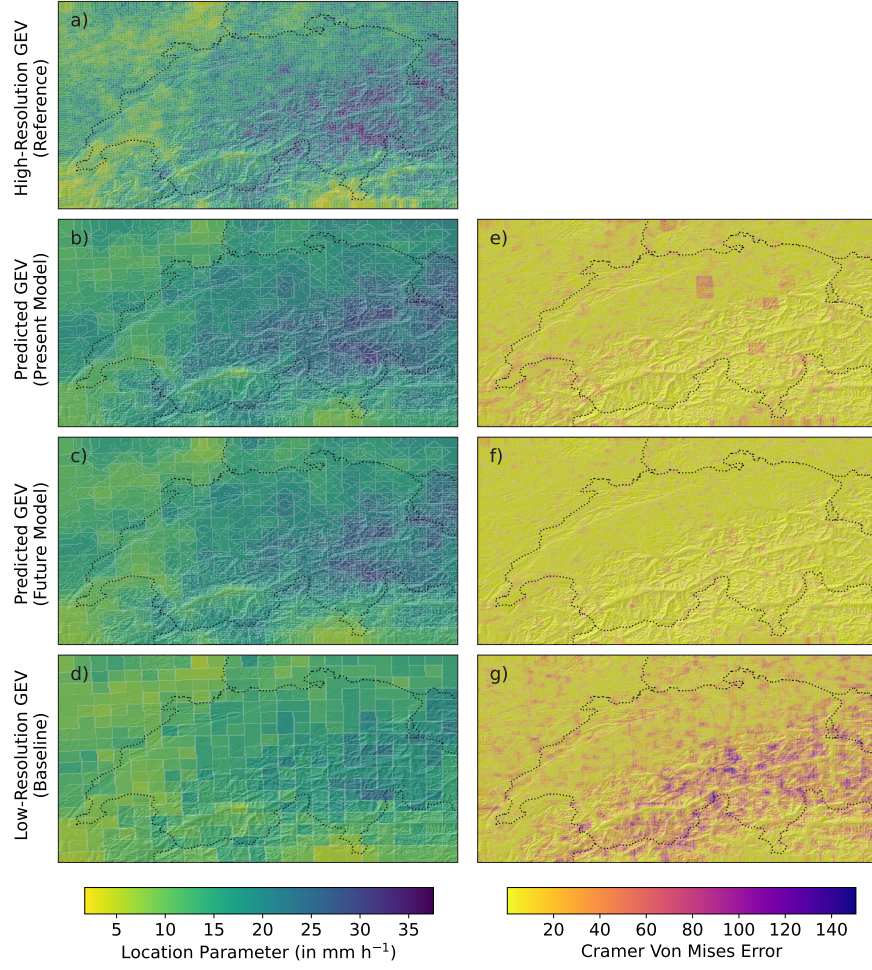 High-Resolution GEV
(Reference)
a)
Predicted GEV
(Present Model)
b)
e)
Predicted GEV
(Future Model)
c)
f)
Low-Resolution GEV
(Baseline)
d)
g)
5 10 15 20 25 30 35
Location Parameter (in mm h⁻¹)
20 40 60 80 100 120 140
Cramer Von Mises Error